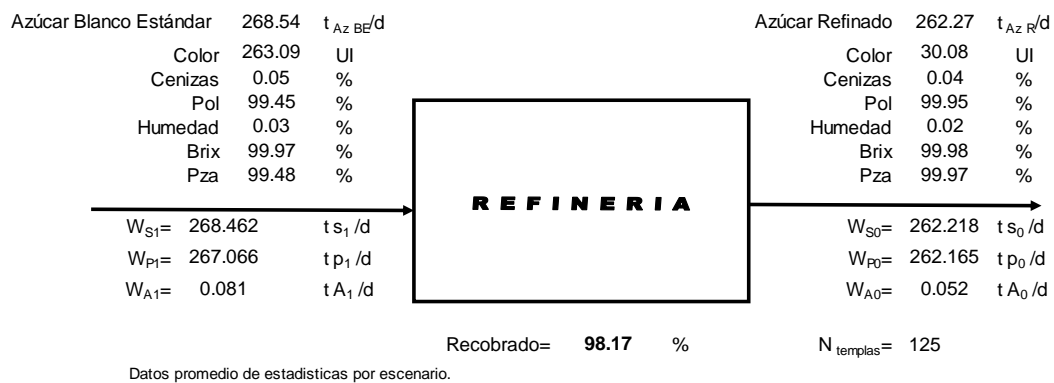 Azúcar Blanco Estándar 268.54 t Az BE/d
Color 263.09 UI
Cenizas 0.05 %
Pol 99.45 %
Humedad 0.03 %
Brix 99.97 %
Pza 99.48 %
WS1= 268.462 t s1 /d
WP1= 267.066 t p1 /d
WA1= 0.081 t A1 /d
REFINERIA
Azúcar Refinado 262.27 t Az R/d
Color 30.08 UI
Cenizas 0.04 %
Pol 99.95 %
Humedad 0.02 %
Brix 99.98 %
Pza 99.97 %
WS0= 262.218 t s0 /d
WP0= 262.165 t p0 /d
WA0= 0.052 t A0 /d
Recobrado= 98.17 %
N templas= 125
Datos promedio de estadisticas por escenario.